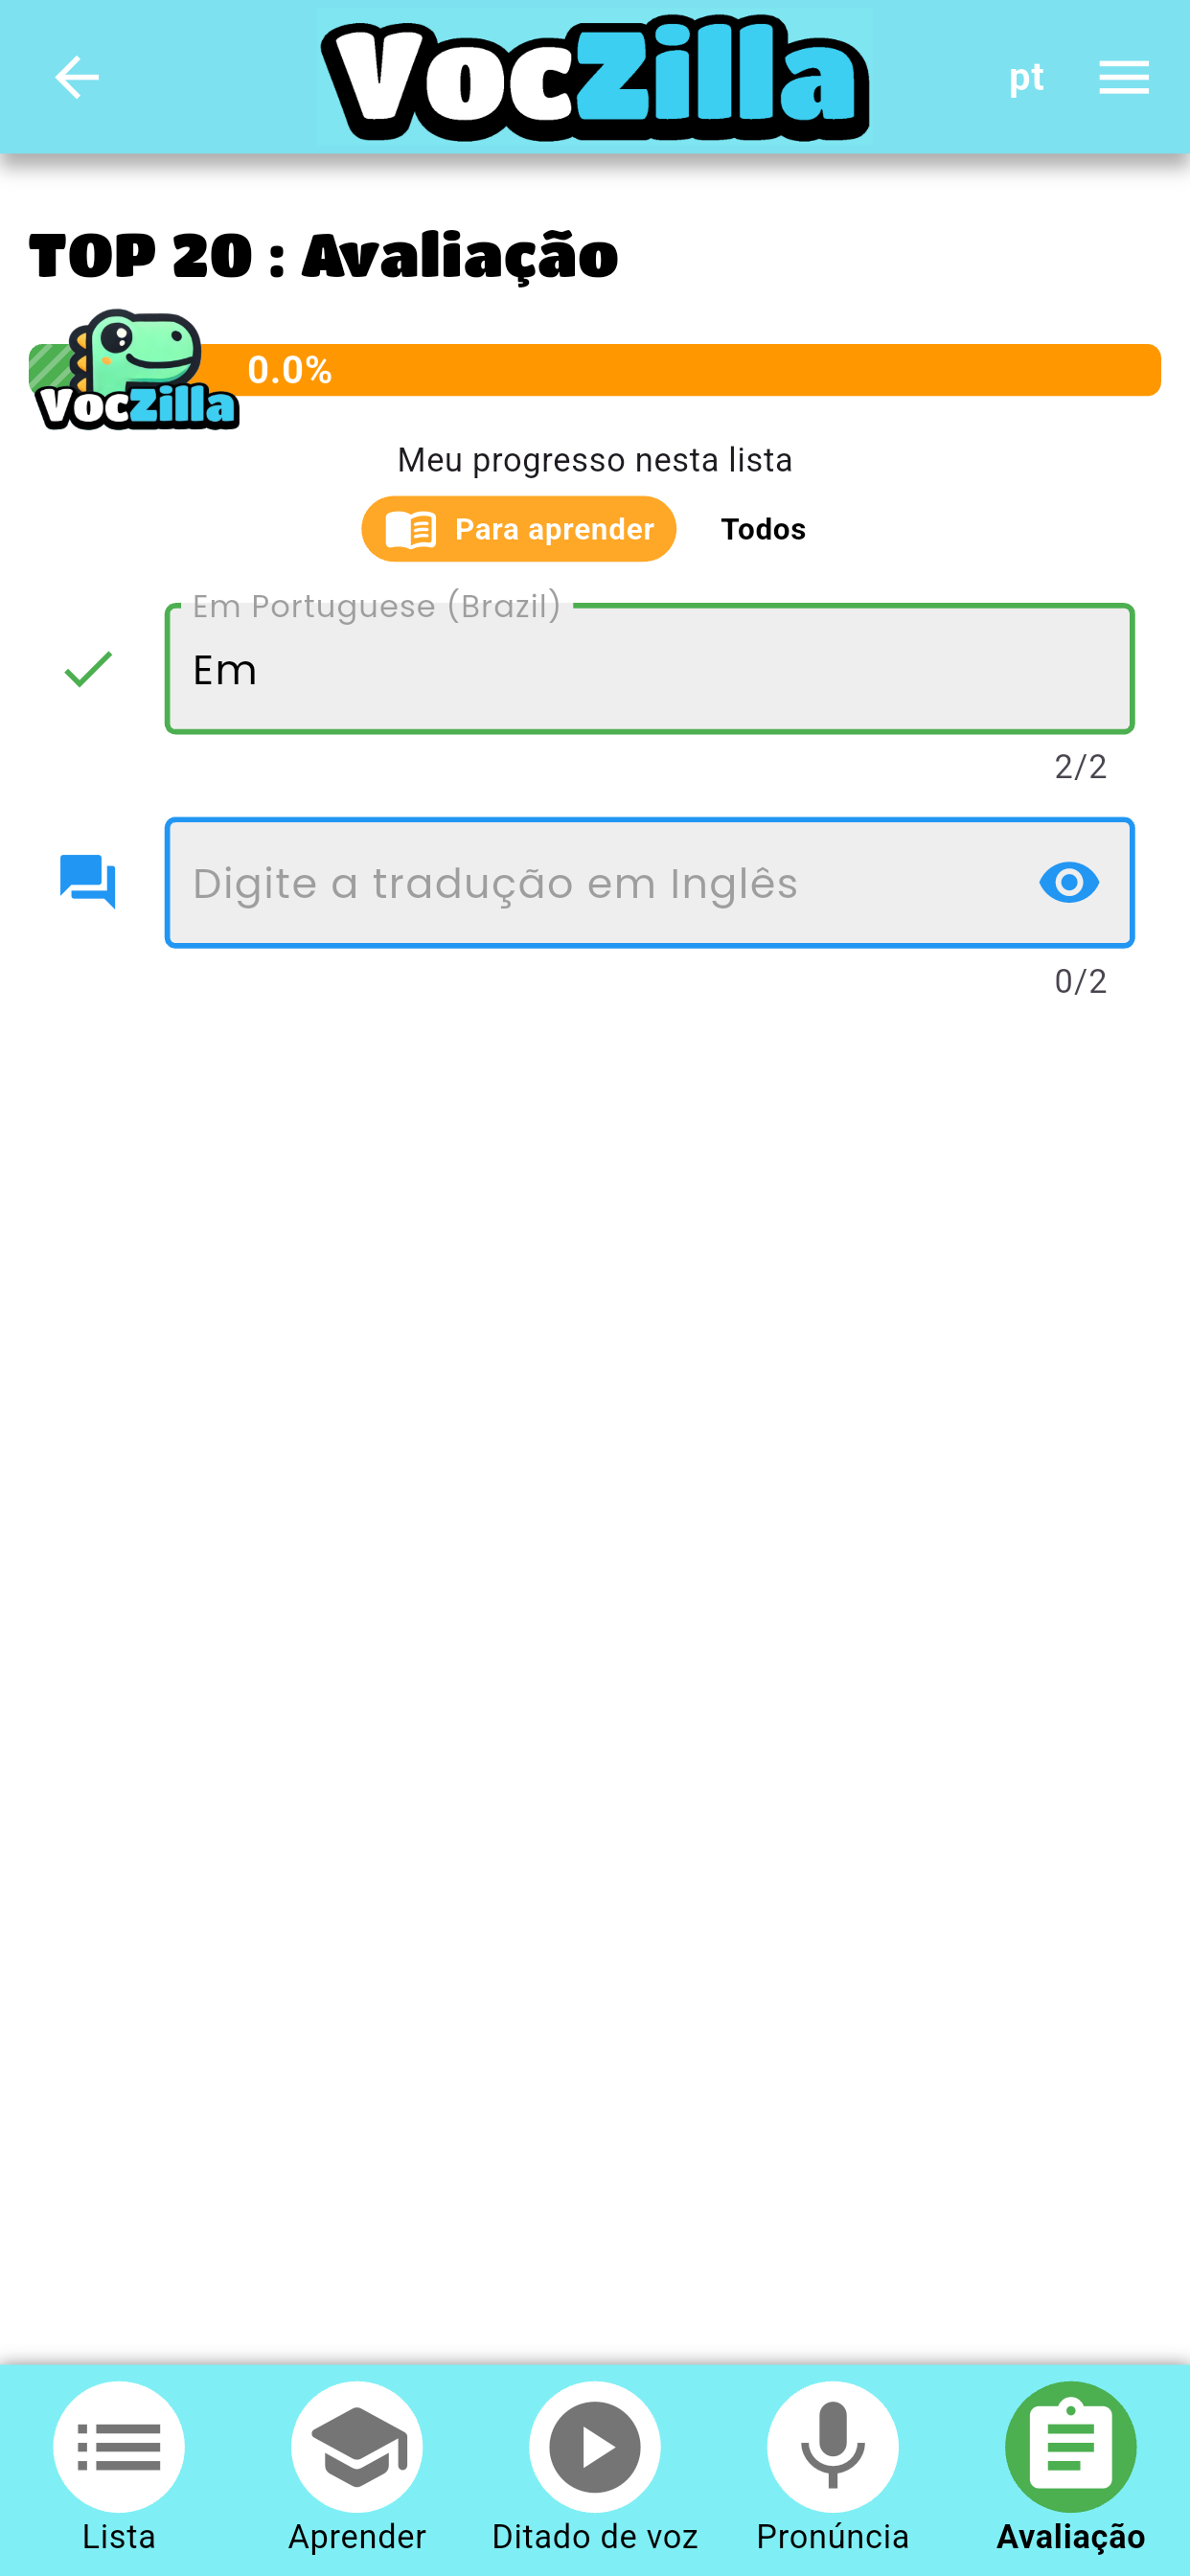 VocZilla
pt
TOP 20 : Avaliação
0.0%
VocZilla
Meu progresso nesta lista
Para aprender
Todos
Em Portuguese (Brazil)
Em
2/2
Digite a tradução em Inglês
0/2
Lista
Aprender
Ditado de voz
Pronúncia
Avaliação